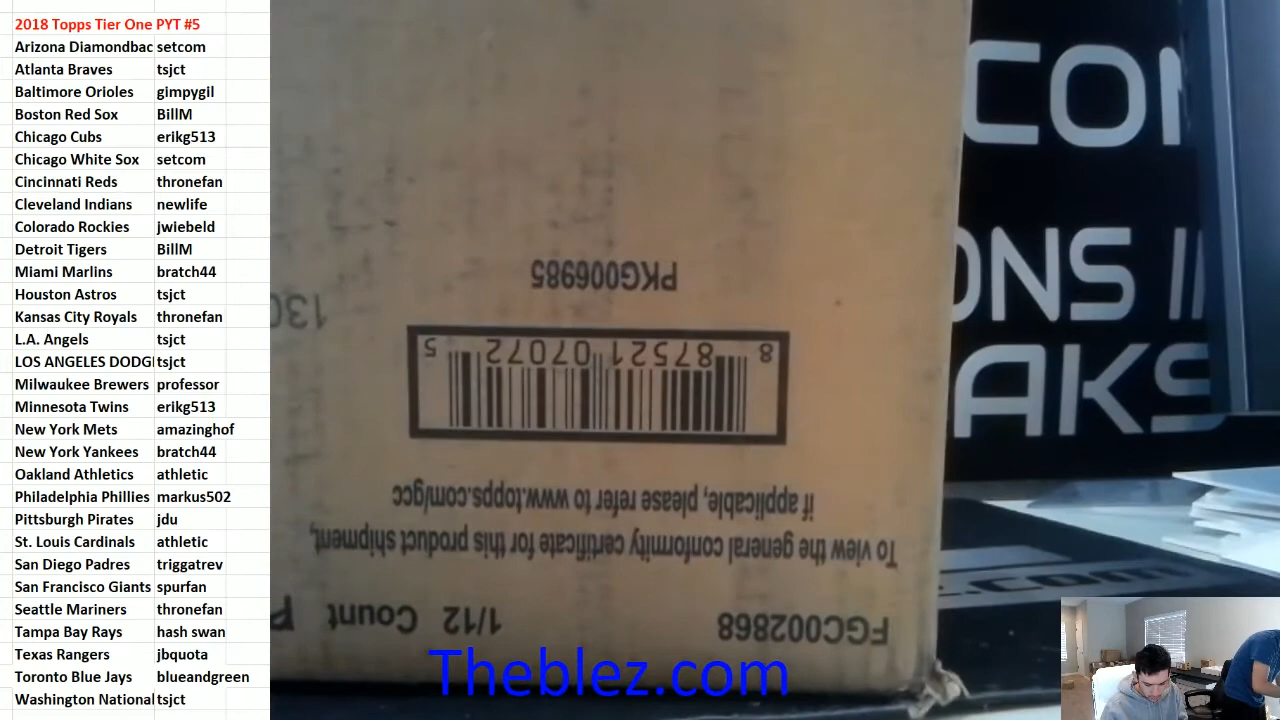 2018 Topps Tier One PYT #5
Arizona Diamondbac setcom
Atlanta Braves tsjct
Baltimore Orioles gimpygil
Boston Red Sox BillM
Chicago Cubs erikg513
Chicago White Sox setcom
Cincinnati Reds thronefan
Cleveland Indians newlife
Colorado Rockies jwiebeld
Detroit Tigers BillM
Miami Marlins bratch44
Houston Astros tsjct
Kansas City Royals thronefan
L.A. Angels tsjct
LOS ANGELES DODG tsjct
Milwaukee Brewers professor
Minnesota Twins erikg513
New York Mets amazinghof
New York Yankees bratch44
Oakland Athletics athletic
Philadelphia Phillies markus502
Pittsburgh Pirates jdu
St. Louis Cardinals athletic
San Diego Padres triggatrev
San Francisco Giants spurfan
Seattle Mariners thronefan
Tampa Bay Rays hash swan
Texas Rangers jbquota
Toronto Blue Jays blueandgreen
Washington National tsjct
FGC002868 1/12 Count P
To view the general conformity certificate for this product shipment,
if applicable, please refer to www.topps.com/gcc
8 87521 07072 5
130
PKG006985
CON
ONS I
AKS
.com
Theblez.com